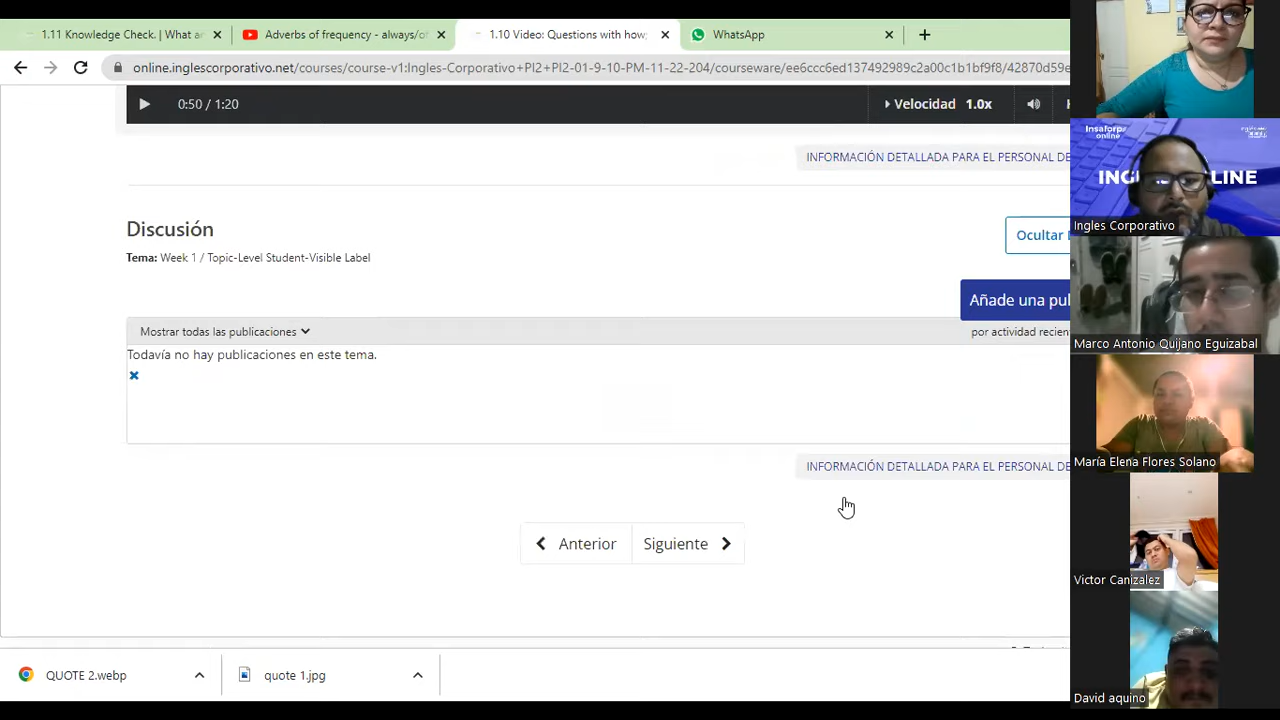 1.11 Knowledge Check. | What a
Adverbs of frequency - always/of
1.10 Video: Questions with how;
WhatsApp
online.inglescorporativo.net/courses/course-v1:Ingles-Corporativo+PI2+PI2-01-9-10-PM-11-22-204/courseware/ee6ccc6ed137492989c2a00c1b1bf9f8/42870d59e
0:50 / 1:20
Velocidad 1.0x
INFORMACIÓN DETALLADA PARA EL PERSONAL DE
Discusión
Ocultar
Tema: Week 1 / Topic-Level Student-Visible Label
Añade una pul
Mostrar todas las publicaciones
por actividad recien
Todavía no hay publicaciones en este tema.
INFORMACIÓN DETALLADA PARA EL PERSONAL DE
Anterior
Siguiente
QUOTE 2.webp
quote 1.jpg
Insaforp
online
Ingles Corporativo
Marco Antonio Quijano Eguizabal
María Elena Flores Solano
Victor Canizalez
David aquino